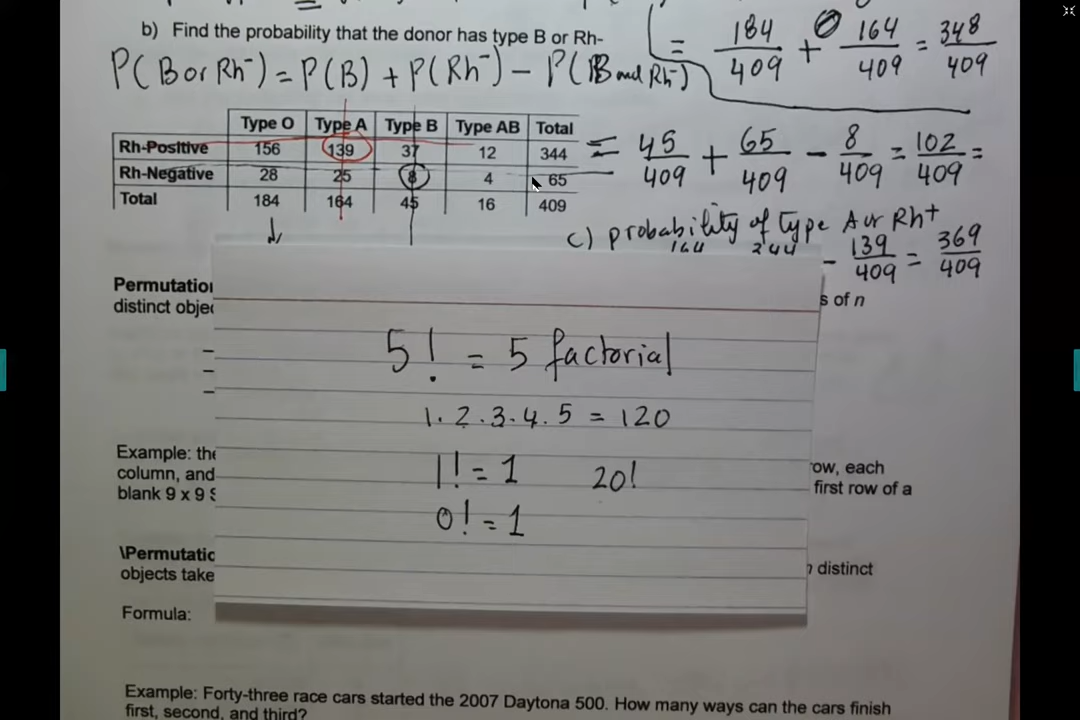 b) Find the probability that the donor has type B or Rh-
= 184/409 + 164/409 = 348/409
P(B or Rh⁻) = P(B) + P(Rh⁻) - P(B and Rh⁻)
Type O Type A Type B Type AB Total
Rh-Positive 156 139 37 12 344
Rh-Negative 28 25 8 4 65
Total 184 164 45 16 409
= 45/409 + 65/409 - 8/409 = 102/409 =
c) probability of type A or Rh+
164 - 139/409 = 369/409
Permutation
distinct objec s of n
5! = 5 factorial
1.2.3.4.5 = 120
1! = 1 20!
0! = 1
Example: the ow, each
column, and first row of a
blank 9 x 9 S
\Permutatic distinct
objects take
Formula:
Example: Forty-three race cars started the 2007 Daytona 500. How many ways can the cars finish
first, second, and third?